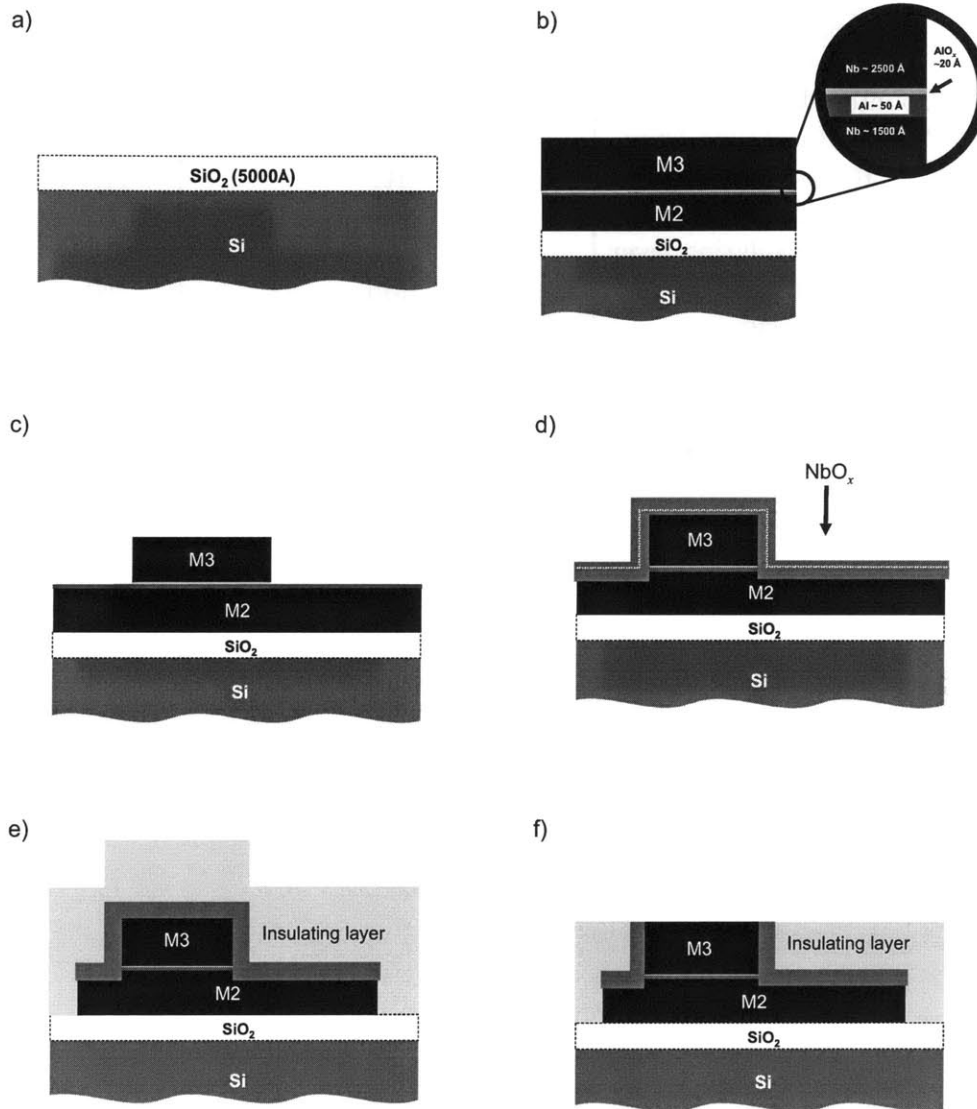 a)
SiO₂ (5000A)
Si
b)
Nb ~ 2500 Å
AlOₓ
~20 Å
Al ~ 50 Å
Nb ~ 1500 Å
M3
M2
SiO₂
Si
c)
M3
M2
SiO₂
Si
d)
NbOₓ
M3
M2
SiO₂
Si
e)
M3
Insulating layer
M2
SiO₂
Si
f)
M3
Insulating layer
M2
SiO₂
Si